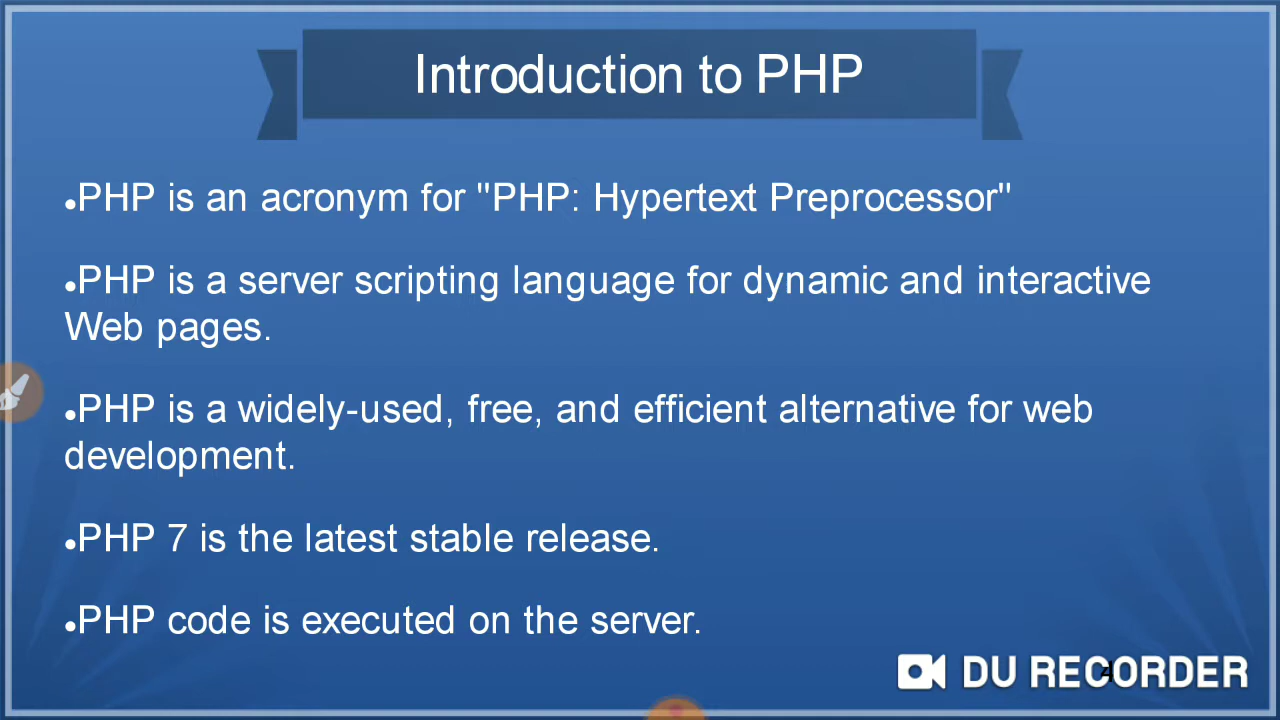 Introduction to PHP
●PHP is an acronym for "PHP: Hypertext Preprocessor"
●PHP is a server scripting language for dynamic and interactive
Web pages.
●PHP is a widely-used, free, and efficient alternative for web
development.
●PHP 7 is the latest stable release.
●PHP code is executed on the server.
4
DU RECORDER